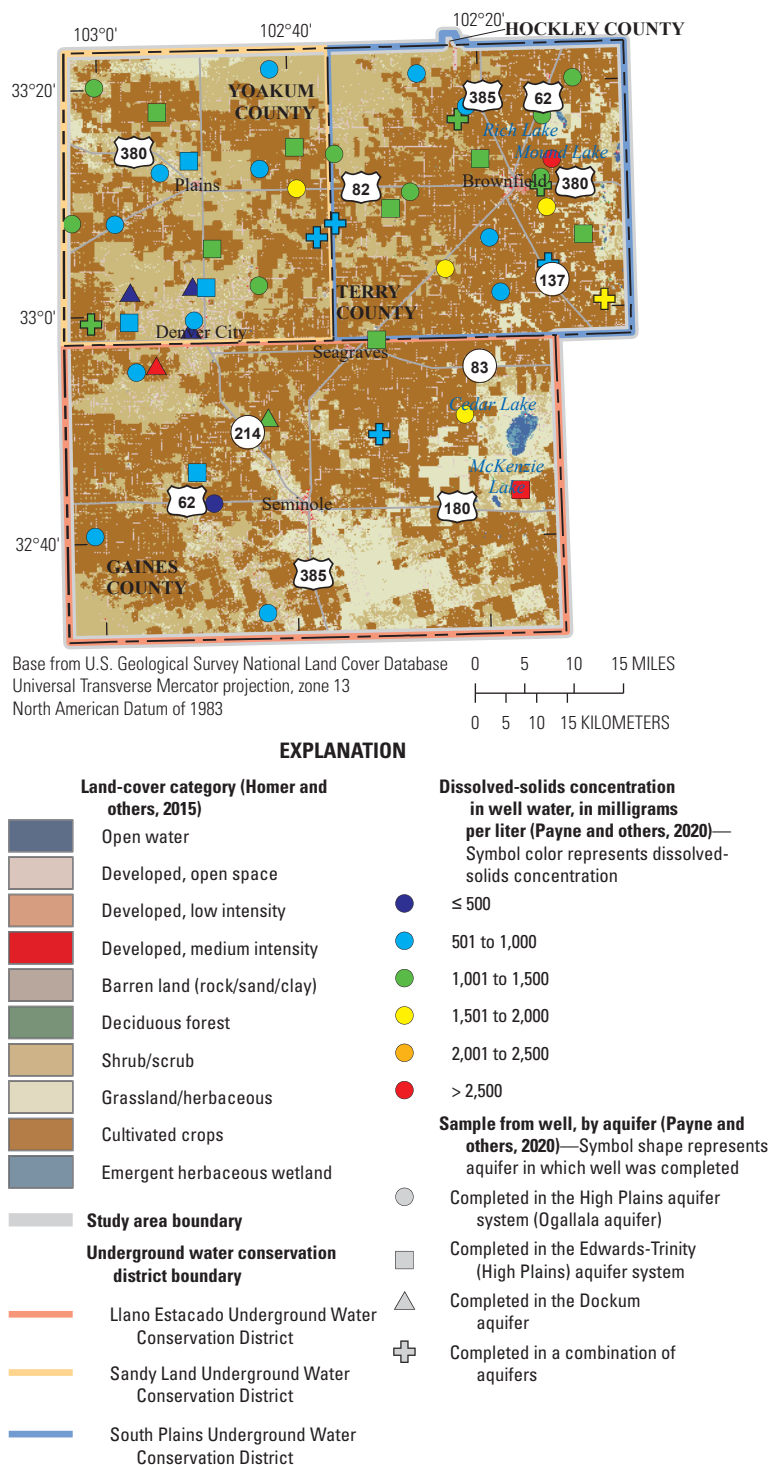 103°0'
102°40'
102°20'
HOCKLEY COUNTY
33°20'
YOAKUM
COUNTY
385
62
Rich Lake
380
Mound Lake
Plains
82
Brownfield
380
137
33°0'
TERRY
COUNTY
Denver City
Seagraves
83
Cedar Lake
214
McKenzie
Lake
62
Seminole
180
32°40'
GAINES
COUNTY
385
Base from U.S. Geological Survey National Land Cover Database
Universal Transverse Mercator projection, zone 13
North American Datum of 1983
0 5 10 15 MILES
0 5 10 15 KILOMETERS
EXPLANATION
Land-cover category (Homer and
others, 2015)
Open water
Developed, open space
Developed, low intensity
Developed, medium intensity
Barren land (rock/sand/clay)
Deciduous forest
Shrub/scrub
Grassland/herbaceous
Cultivated crops
Emergent herbaceous wetland
Study area boundary
Underground water conservation
district boundary
Llano Estacado Underground Water
Conservation District
Sandy Land Underground Water
Conservation District
South Plains Underground Water
Conservation District
Dissolved-solids concentration
in well water, in milligrams
per liter (Payne and others, 2020)—
Symbol color represents dissolved-
solids concentration
≤ 500
501 to 1,000
1,001 to 1,500
1,501 to 2,000
2,001 to 2,500
> 2,500
Sample from well, by aquifer (Payne and
others, 2020)—Symbol shape represents
aquifer in which well was completed
Completed in the High Plains aquifer
system (Ogallala aquifer)
Completed in the Edwards-Trinity
(High Plains) aquifer system
Completed in the Dockum
aquifer
Completed in a combination of
aquifers